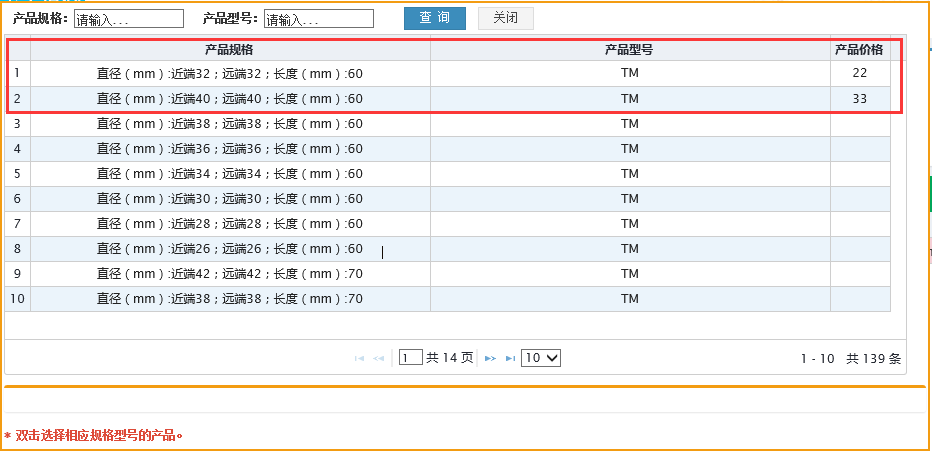 产品规格: 请输入... 产品型号: 请输入... 查 询 关闭
产品规格 产品型号 产品价格
1 直径（mm）:近端32；远端32；长度（mm）:60 TM 22
2 直径（mm）:近端40；远端40；长度（mm）:60 TM 33
3 直径（mm）:近端38；远端38；长度（mm）:60 TM
4 直径（mm）:近端36；远端36；长度（mm）:60 TM
5 直径（mm）:近端34；远端34；长度（mm）:60 TM
6 直径（mm）:近端30；远端30；长度（mm）:60 TM
7 直径（mm）:近端28；远端28；长度（mm）:60 TM
8 直径（mm）:近端26；远端26；长度（mm）:60 TM
9 直径（mm）:近端42；远端42；长度（mm）:70 TM
10 直径（mm）:近端38；远端38；长度（mm）:70 TM
1 共 14 页 10 1 - 10 共 139 条
* 双击选择相应规格型号的产品。